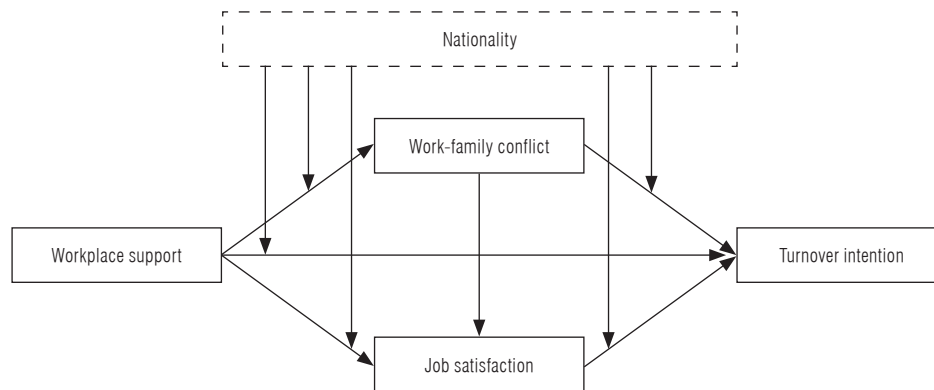 Nationality
Work-family conflict
Workplace support
Turnover intention
Job satisfaction